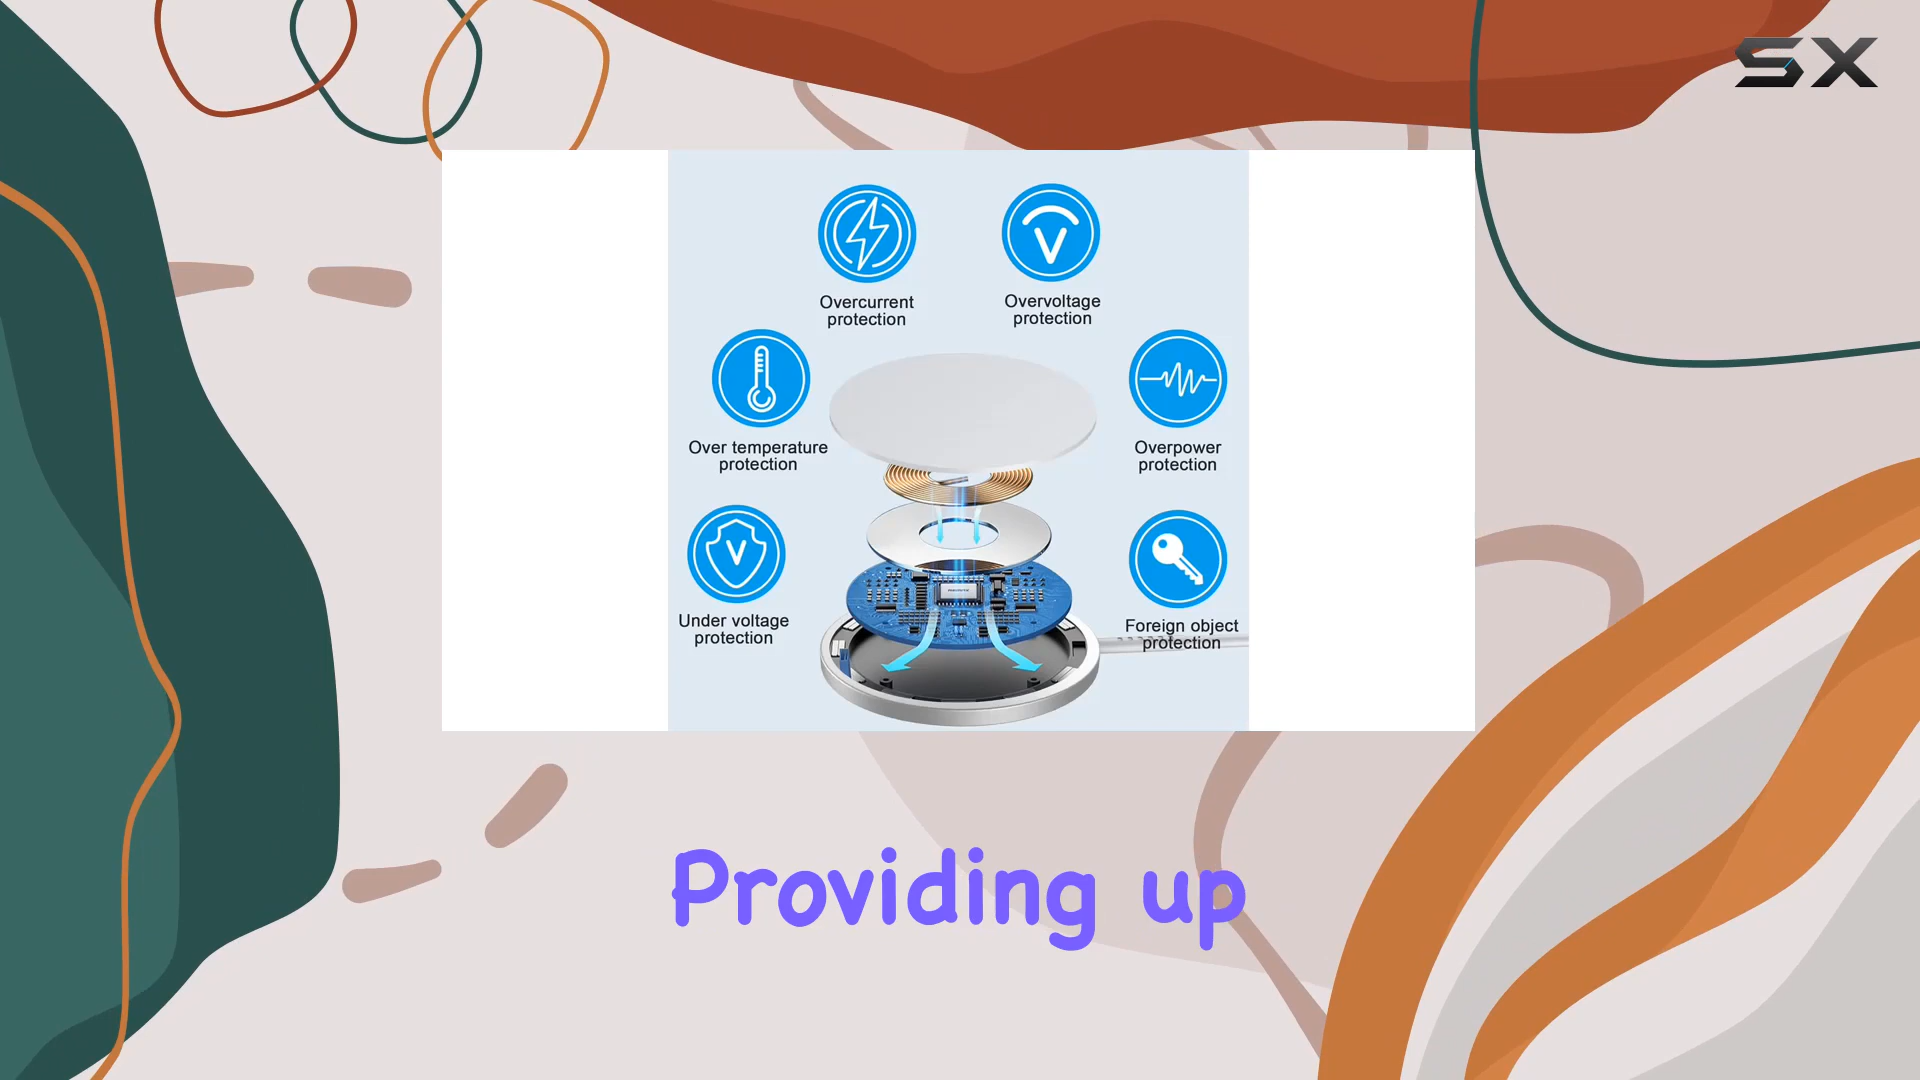 SX
Overcurrent
protection
Overvoltage
protection
Over temperature
protection
Overpower
protection
Under voltage
protection
Foreign object
protection
Providing up